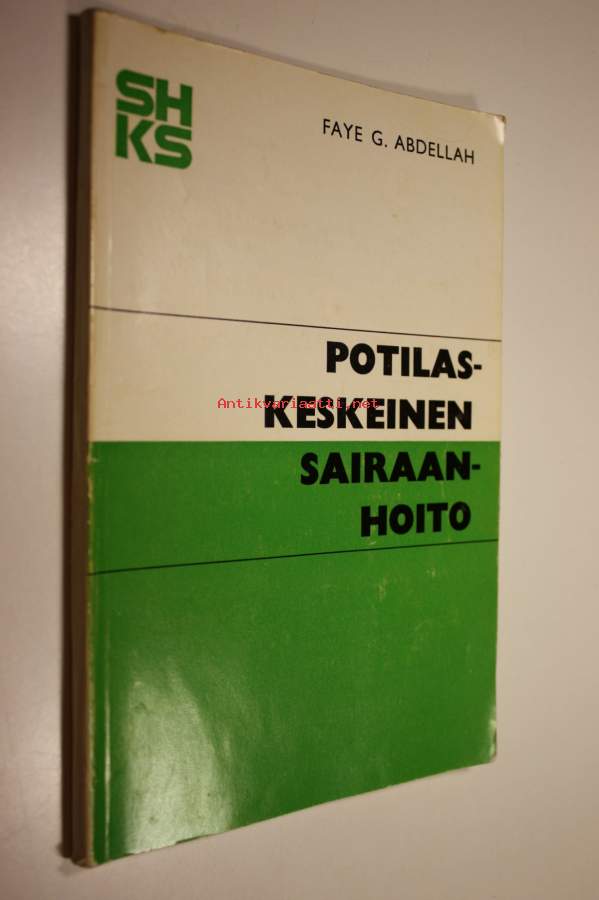 SH
KS
FAYE G. ABDELLAH
POTILAS-
Antikvariaatti.net
KESKEINEN
SAIRAAN-
HOITO